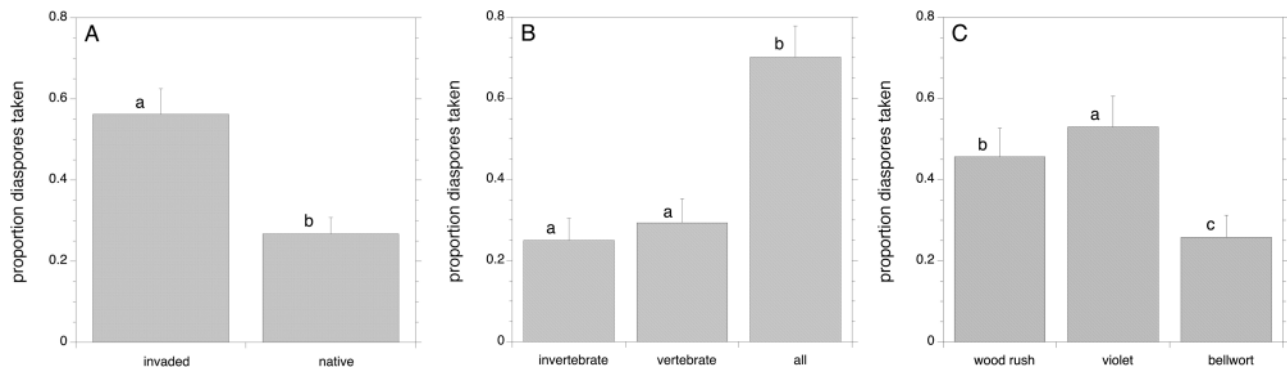 A
proportion diaspores taken
0.8
0.6
0.4
0.2
0
a
b
invaded
native
B
proportion diaspores taken
0.8
0.6
0.4
0.2
0
a
a
b
invertebrate
vertebrate
all
C
proportion diaspores taken
0.8
0.6
0.4
0.2
0
b
a
c
wood rush
violet
bellwort